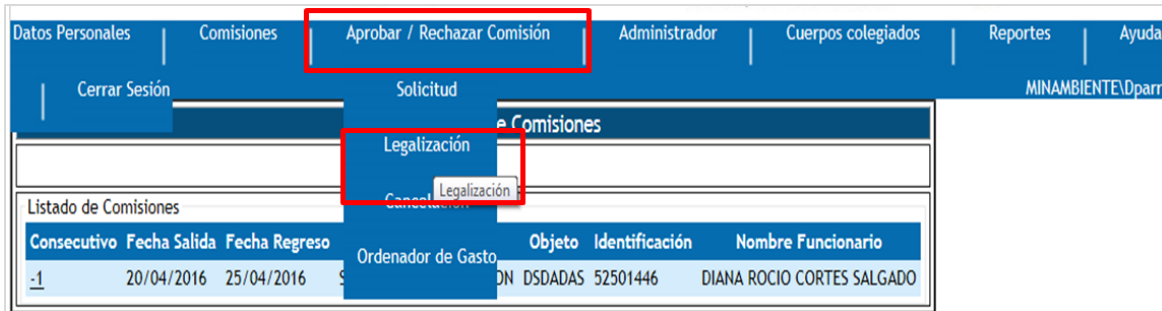 Datos Personales Comisiones Aprobar / Rechazar Comisión Administrador Cuerpos colegiados Reportes Ayuda
Cerrar Sesión Solicitud MINAMBIENTE\Dparr
e Comisiones
Legalización
Legalización
Cancelación
Listado de Comisiones
Consecutivo Fecha Salida Fecha Regreso Objeto Identificación Nombre Funcionario
Ordenador de Gasto
-1 20/04/2016 25/04/2016 S ON DSDADAS 52501446 DIANA ROCIO CORTES SALGADO